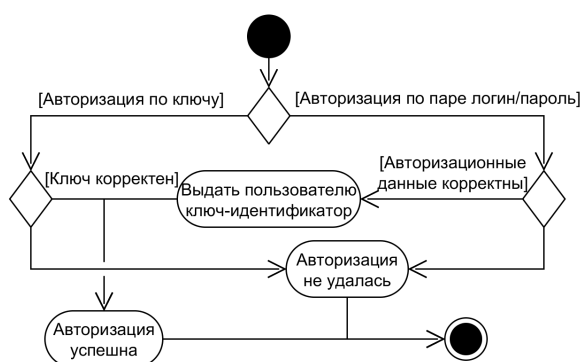 [Авторизация по ключу]
[Авторизация по паре логин/пароль]
[Ключ корректен]
Выдать пользователю
ключ-идентификатор
[Авторизационные
данные корректны]
Авторизация
не удалась
Авторизация
успешна